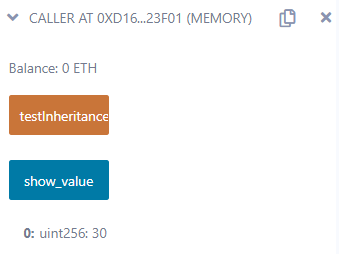 CALLER AT 0XD16...23F01 (MEMORY)
Balance: 0 ETH
testInheritance
show_value
0: uint256: 30